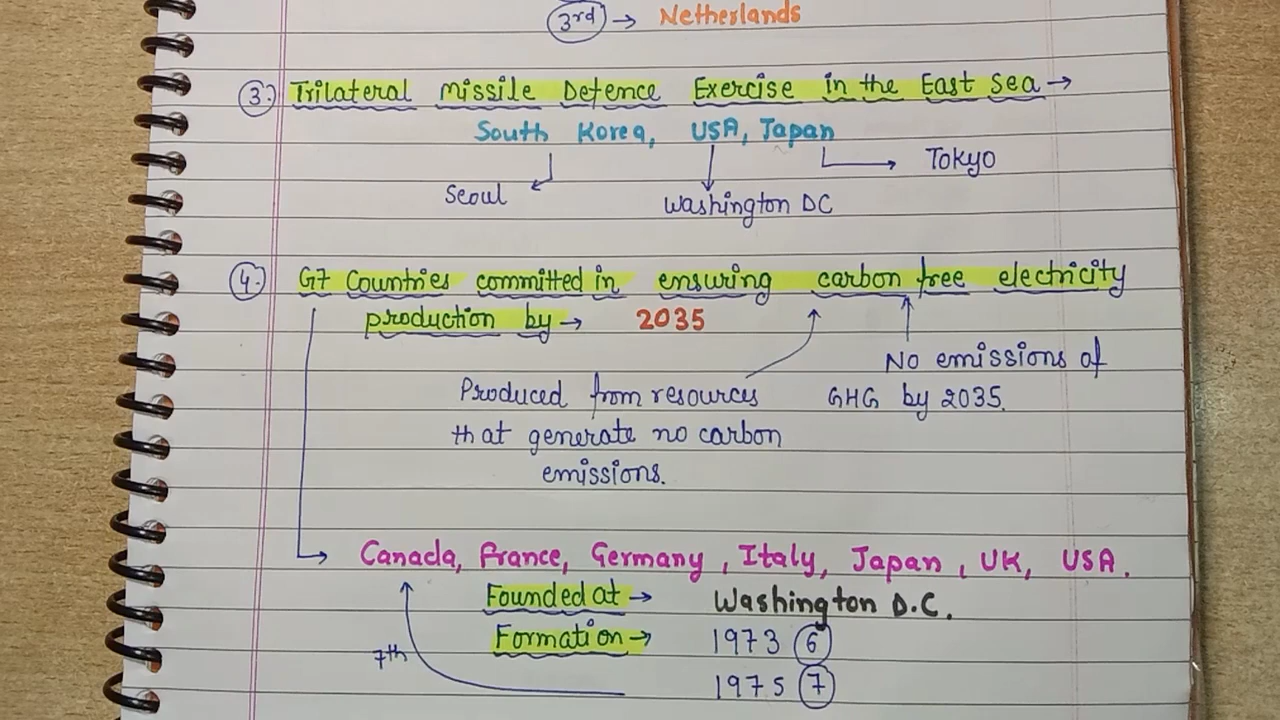 3rd → Netherlands
3. Trilateral Missile Defence Exercise in the East Sea →
South Korea, USA, Japan
Tokyo
Seoul
Washington DC
4. G7 Countries committed in ensuring carbon free electricity
production by → 2035
No emissions of
Produced from resources GHG by 2035.
that generate no carbon
emissions.
Canada, France, Germany, Italy, Japan, UK, USA.
Founded at → Washington D.C.
Formation → 1973 6
7th
1975 7